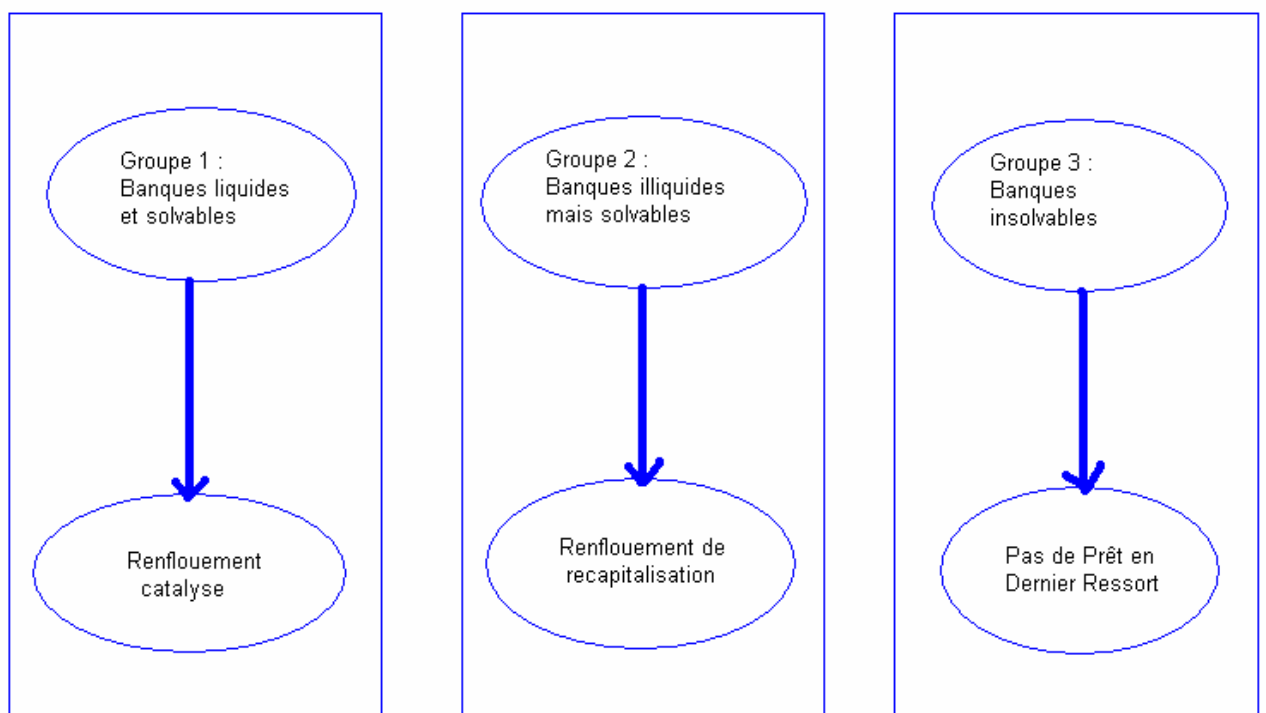 Groupe 1 :
Banques liquides
et solvables
Renflouement
catalyse
Groupe 2 :
Banques illiquides
mais solvables
Renflouement de
recapitalisation
Groupe 3 :
Banques
insolvables
Pas de Prêt en
Dernier Ressort